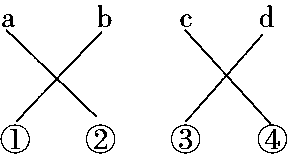 a b c d
① ② ③ ④